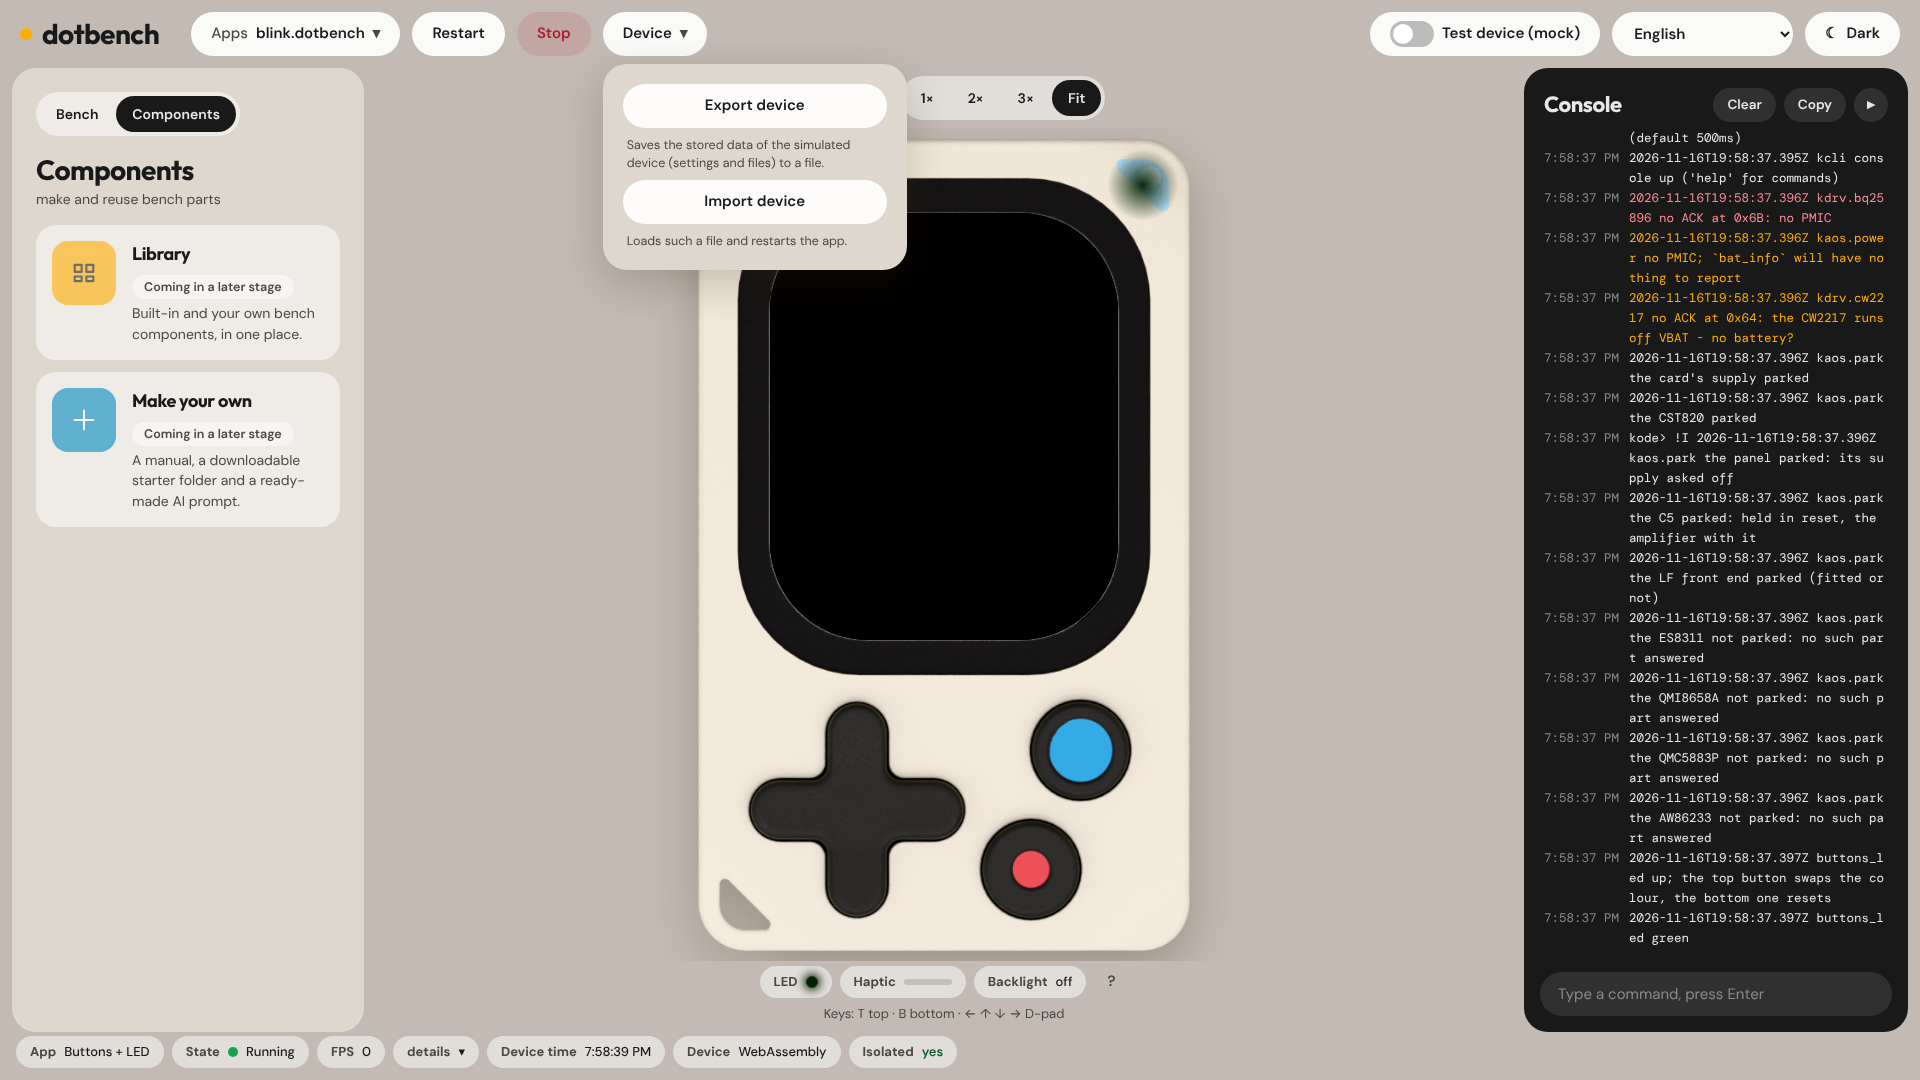 dotbench
Apps blink.dotbench ▾
Restart
Stop
Device ▾
Test device (mock)
English
Dark
Bench
Components
Components
make and reuse bench parts
Library
Coming in a later stage
Built-in and your own bench
components, in one place.
Make your own
Coming in a later stage
A manual, a downloadable
starter folder and a ready-
made AI prompt.
Export device
Saves the stored data of the simulated
device (settings and files) to a file.
Import device
Loads such a file and restarts the app.
1×
2×
3×
Fit
LED
Haptic
Backlight off
?
Keys: T top · B bottom · ← ↑ ↓ → D-pad
Console
Clear
Copy
(default 500ms)
7:58:37 PM 2026-11-16T19:58:37.395Z kcli cons
ole up ('help' for commands)
7:58:37 PM 2026-11-16T19:58:37.396Z kdrv.bq25
896 no ACK at 0x6B: no PMIC
7:58:37 PM 2026-11-16T19:58:37.396Z kaos.powe
r no PMIC; `bat_info` will have no
thing to report
7:58:37 PM 2026-11-16T19:58:37.396Z kdrv.cw22
17 no ACK at 0x64: the CW2217 runs
off VBAT - no battery?
7:58:37 PM 2026-11-16T19:58:37.396Z kaos.park
the card's supply parked
7:58:37 PM 2026-11-16T19:58:37.396Z kaos.park
the CST820 parked
7:58:37 PM kode> !I 2026-11-16T19:58:37.396Z
kaos.park the panel parked: its su
pply asked off
7:58:37 PM 2026-11-16T19:58:37.396Z kaos.park
the C5 parked: held in reset, the
amplifier with it
7:58:37 PM 2026-11-16T19:58:37.396Z kaos.park
the LF front end parked (fitted or
not)
7:58:37 PM 2026-11-16T19:58:37.396Z kaos.park
the ES8311 not parked: no such par
t answered
7:58:37 PM 2026-11-16T19:58:37.396Z kaos.park
the QMI8658A not parked: no such p
art answered
7:58:37 PM 2026-11-16T19:58:37.396Z kaos.park
the QMC5883P not parked: no such p
art answered
7:58:37 PM 2026-11-16T19:58:37.396Z kaos.park
the AW86233 not parked: no such pa
rt answered
7:58:37 PM 2026-11-16T19:58:37.397Z buttons_l
ed up; the top button swaps the co
lour, the bottom one resets
7:58:37 PM 2026-11-16T19:58:37.397Z buttons_l
ed green
Type a command, press Enter
App Buttons + LED
State Running
FPS 0
details ▾
Device time 7:58:39 PM
Device WebAssembly
Isolated yes